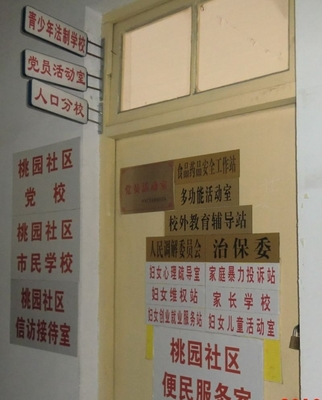 青少年法制学校
党员活动室
人口分校
桃园社区
党校
桃园社区
市民学校
桃园社区
信访接待室
党员活动室
食品药品安全工作站
多功能活动室
校外教育辅导站
人民调解委员会
治保委
妇女心理疏导室
家庭暴力投诉站
妇女维权站
家长学校
妇女创业就业服务站
妇女儿童活动室
桃园社区
便民服务室